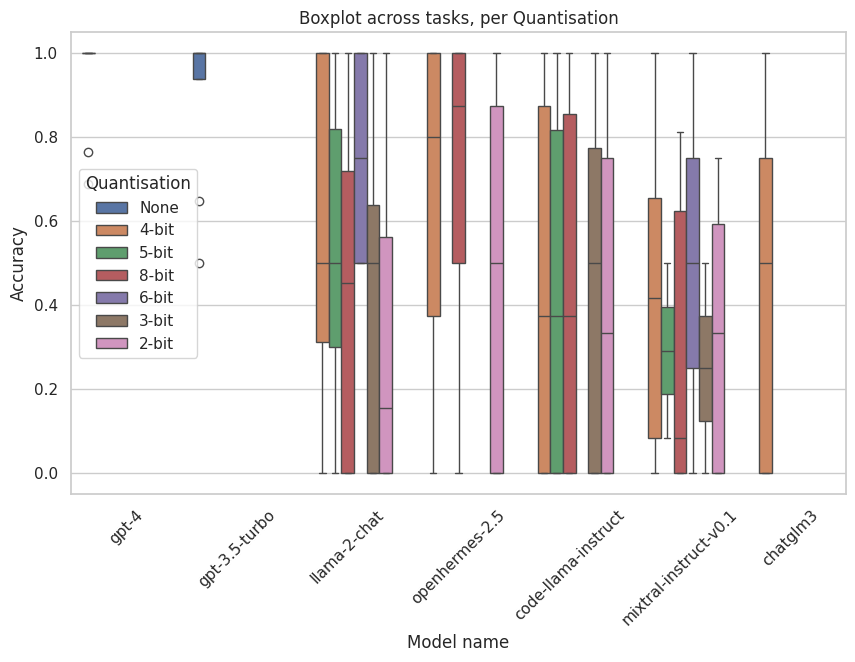 Boxplot across tasks, per Quantisation
Accuracy
1.0
0.8
0.6
0.4
0.2
0.0
Quantisation
None
4-bit
5-bit
8-bit
6-bit
3-bit
2-bit
gpt-4
gpt-3.5-turbo
llama-2-chat
openhermes-2.5
code-llama-instruct
mixtral-instruct-v0.1
chatglm3
Model name